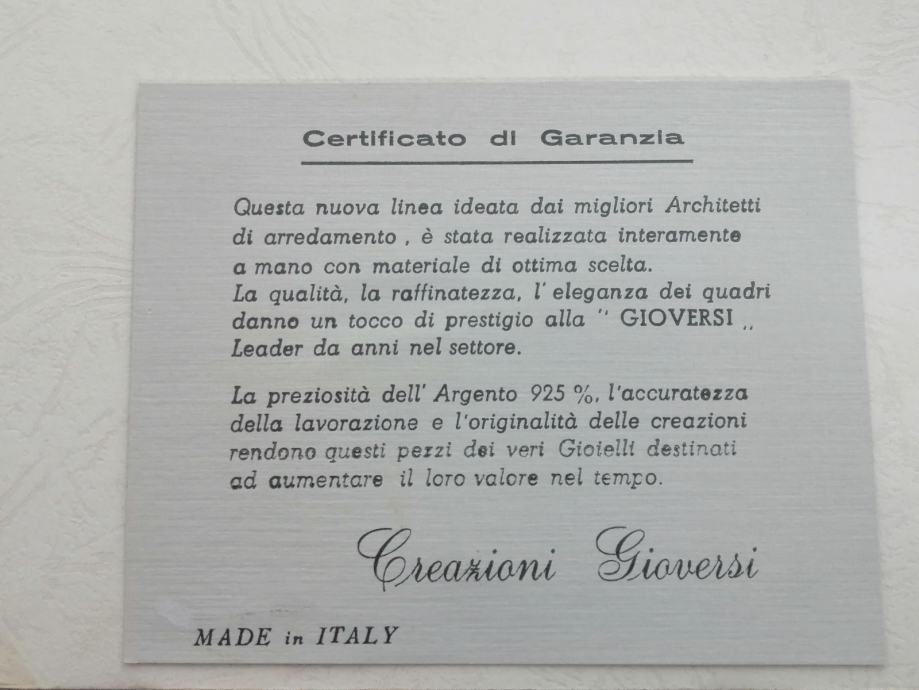 Certificato di Garanzia
Questa nuova linea ideata dai migliori Architetti
di arredamento , è stata realizzata interamente
a mano con materiale di ottima scelta.
La qualità, la raffinatezza, l' eleganza dei quadri
danno un tocco di prestigio alla '' GIOVERSI ,,
Leader da anni nel settore.
La preziosità dell' Argento 925 %, l'accuratezza
della lavorazione e l'originalità delle creazioni
rendono questi pezzi dei veri Gioielli destinati
ad aumentare il loro valore nel tempo.
Creazioni Gioversi
MADE in ITALY